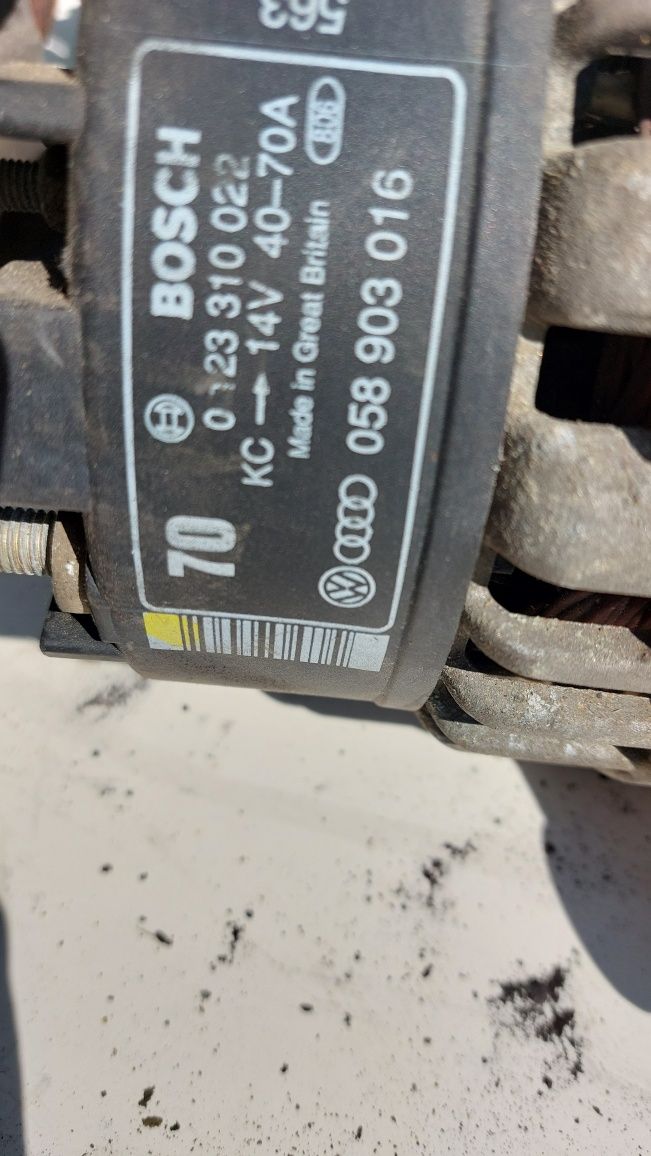 70 BOSCH
0 123 310 022
KC → 14V 40–70A
Made in Great Britain
058 903 016